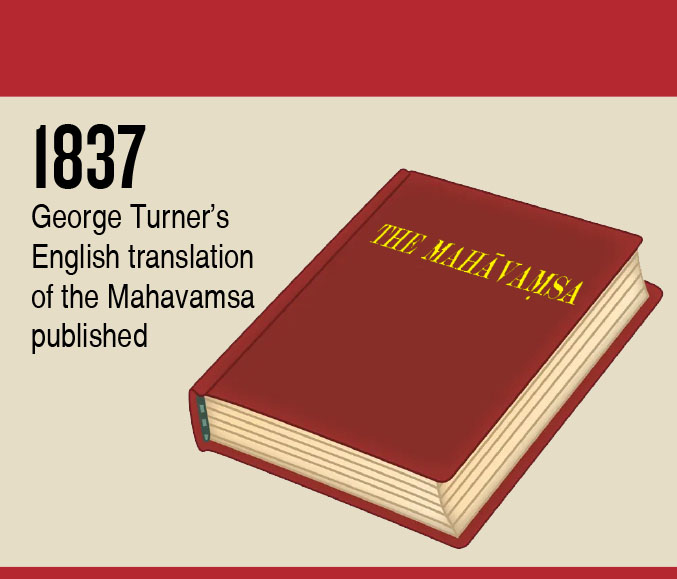 1837
George Turner’s
English translation
of the Mahavamsa
published
THE MAHĀVAṂSA